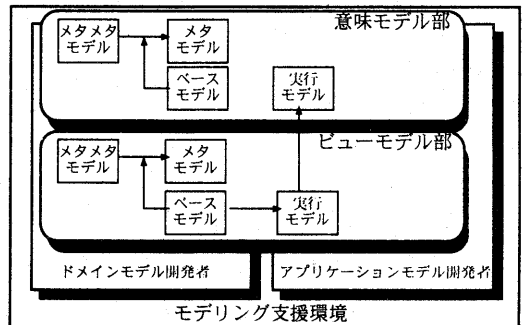 意味モデル部
メタメタ
モデル
メタ
モデル
ベース
モデル
実行
モデル
ビューモデル部
メタメタ
モデル
メタ
モデル
ベース
モデル
実行
モデル
ドメインモデル開発者
アプリケーションモデル開発者
モデリング支援環境